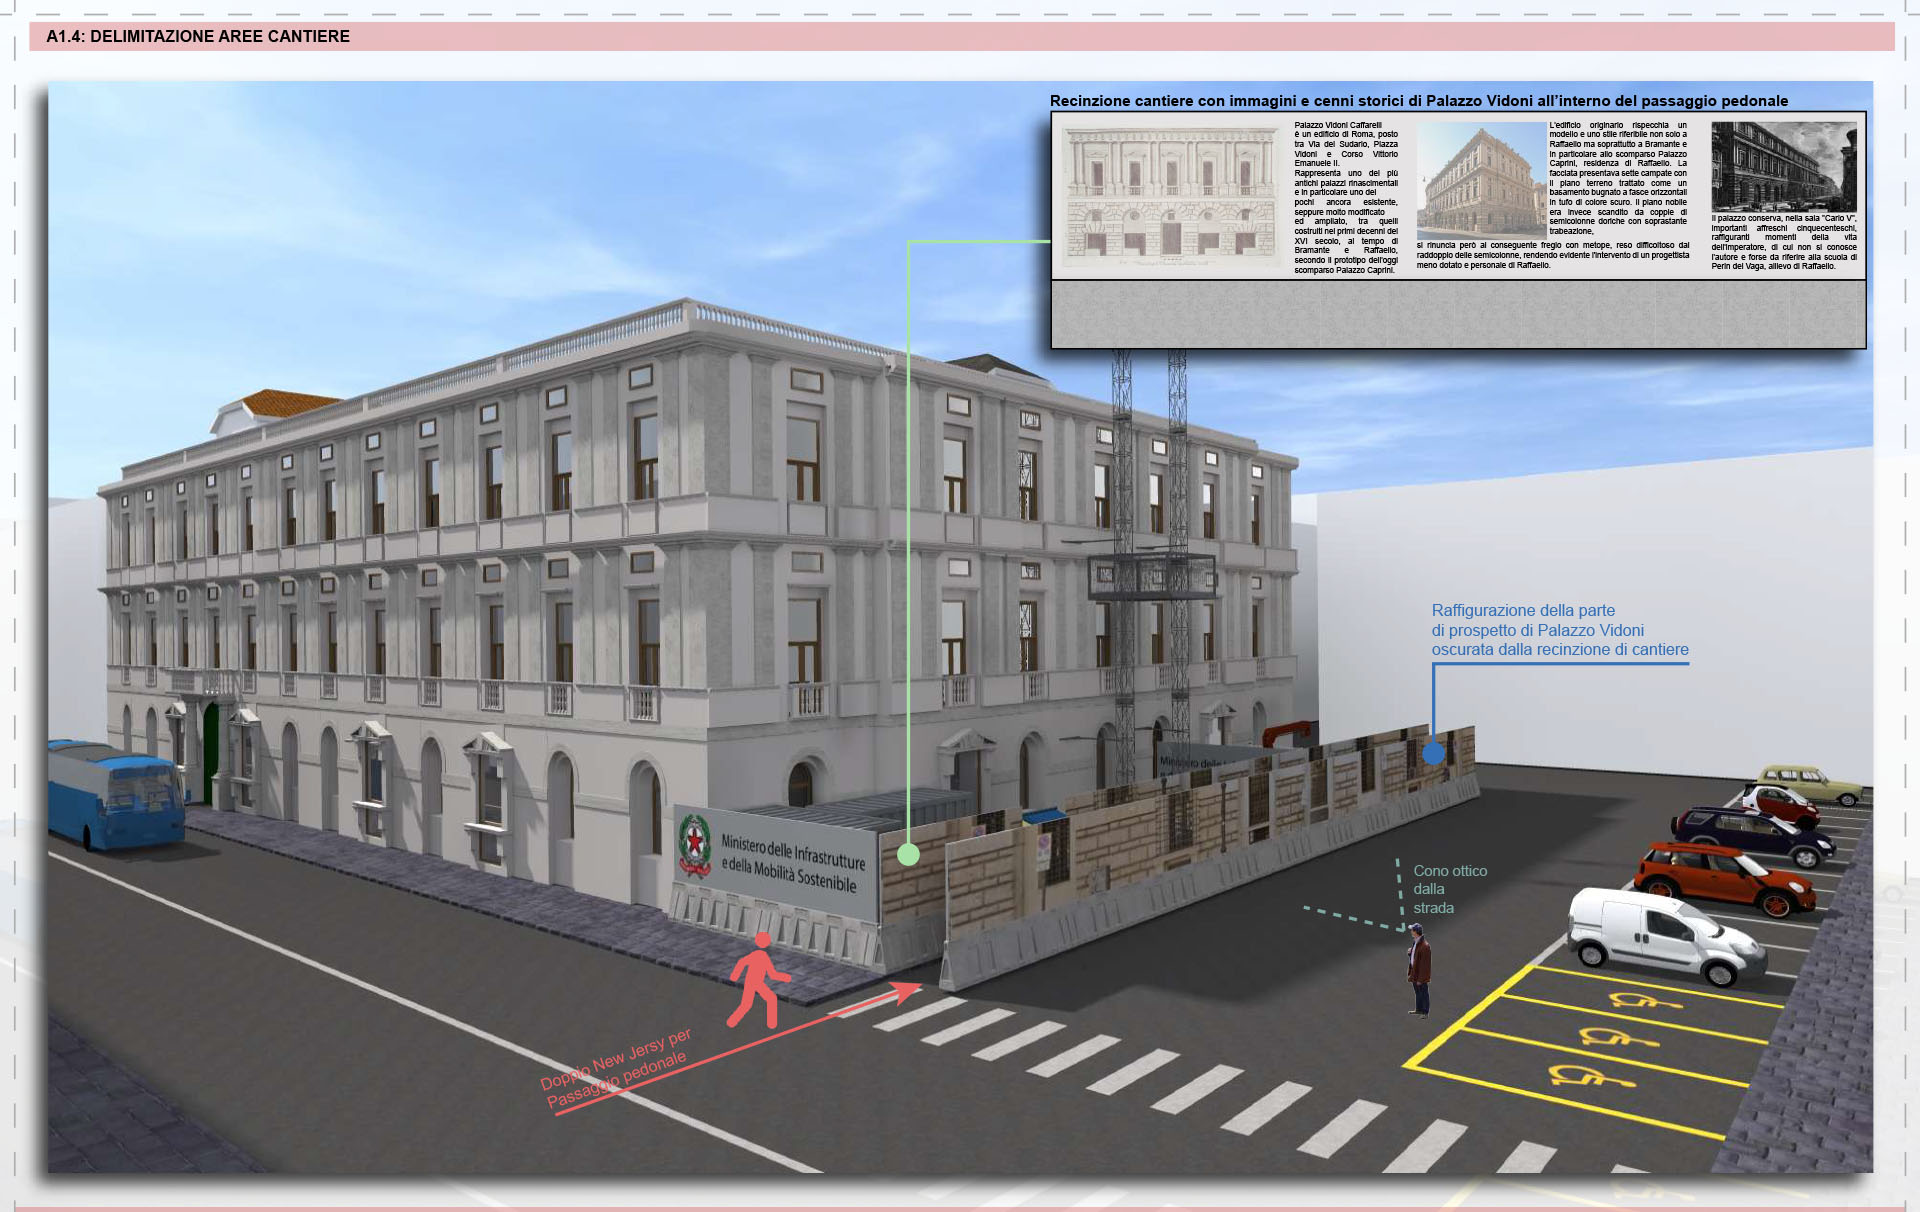 A1.4: DELIMITAZIONE AREE CANTIERE
Recinzione cantiere con immagini e cenni storici di Palazzo Vidoni all'interno del passaggio pedonale
Palazzo Vidoni Caffarelli
è un edificio di Roma, posto
tra Via del Sudario, Piazza
Vidoni e Corso Vittorio
Emanuele II.
Rappresenta uno dei più
antichi palazzi rinascimentali
e in particolare uno dei
pochi ancora esistente,
seppure molto modificato
ed ampliato, tra quelli
costruiti nei primi decenni del
XVI secolo, al tempo di
Bramante e Raffaello,
secondo il prototipo dell'oggi
scomparso Palazzo Caprini.
L'edificio originario rispecchia un
modello e uno stile riferibile non solo a
Raffaello ma soprattutto a Bramante e
in particolare allo scomparso Palazzo
Caprini, residenza di Raffaello. La
facciata presentava sette campate con
il piano terreno trattato come un
basamento bugnato a fasce orizzontali
in tufo di colore scuro. Il piano nobile
era invece scandito da coppie di
semicolonne doriche con soprastante
trabeazione,
si rinuncia però al conseguente fregio con metope, reso difficoltoso dal
raddoppio delle semicolonne, rendendo evidente l'intervento di un progettista
meno dotato e personale di Raffaello.
Il palazzo conserva, nella sala "Carlo V",
importanti affreschi cinquecenteschi,
raffiguranti momenti della vita
dell'imperatore, di cui non si conosce
l'autore e forse da riferire alla scuola di
Perin del Vaga, allievo di Raffaello.
Raffigurazione della parte
di prospetto di Palazzo Vidoni
oscurata dalla recinzione di cantiere
Ministero delle
Ministero delle Infrastrutture
e della Mobilità Sostenibile
Cono ottico
dalla
strada
Doppio New Jersy per
Passaggio pedonale